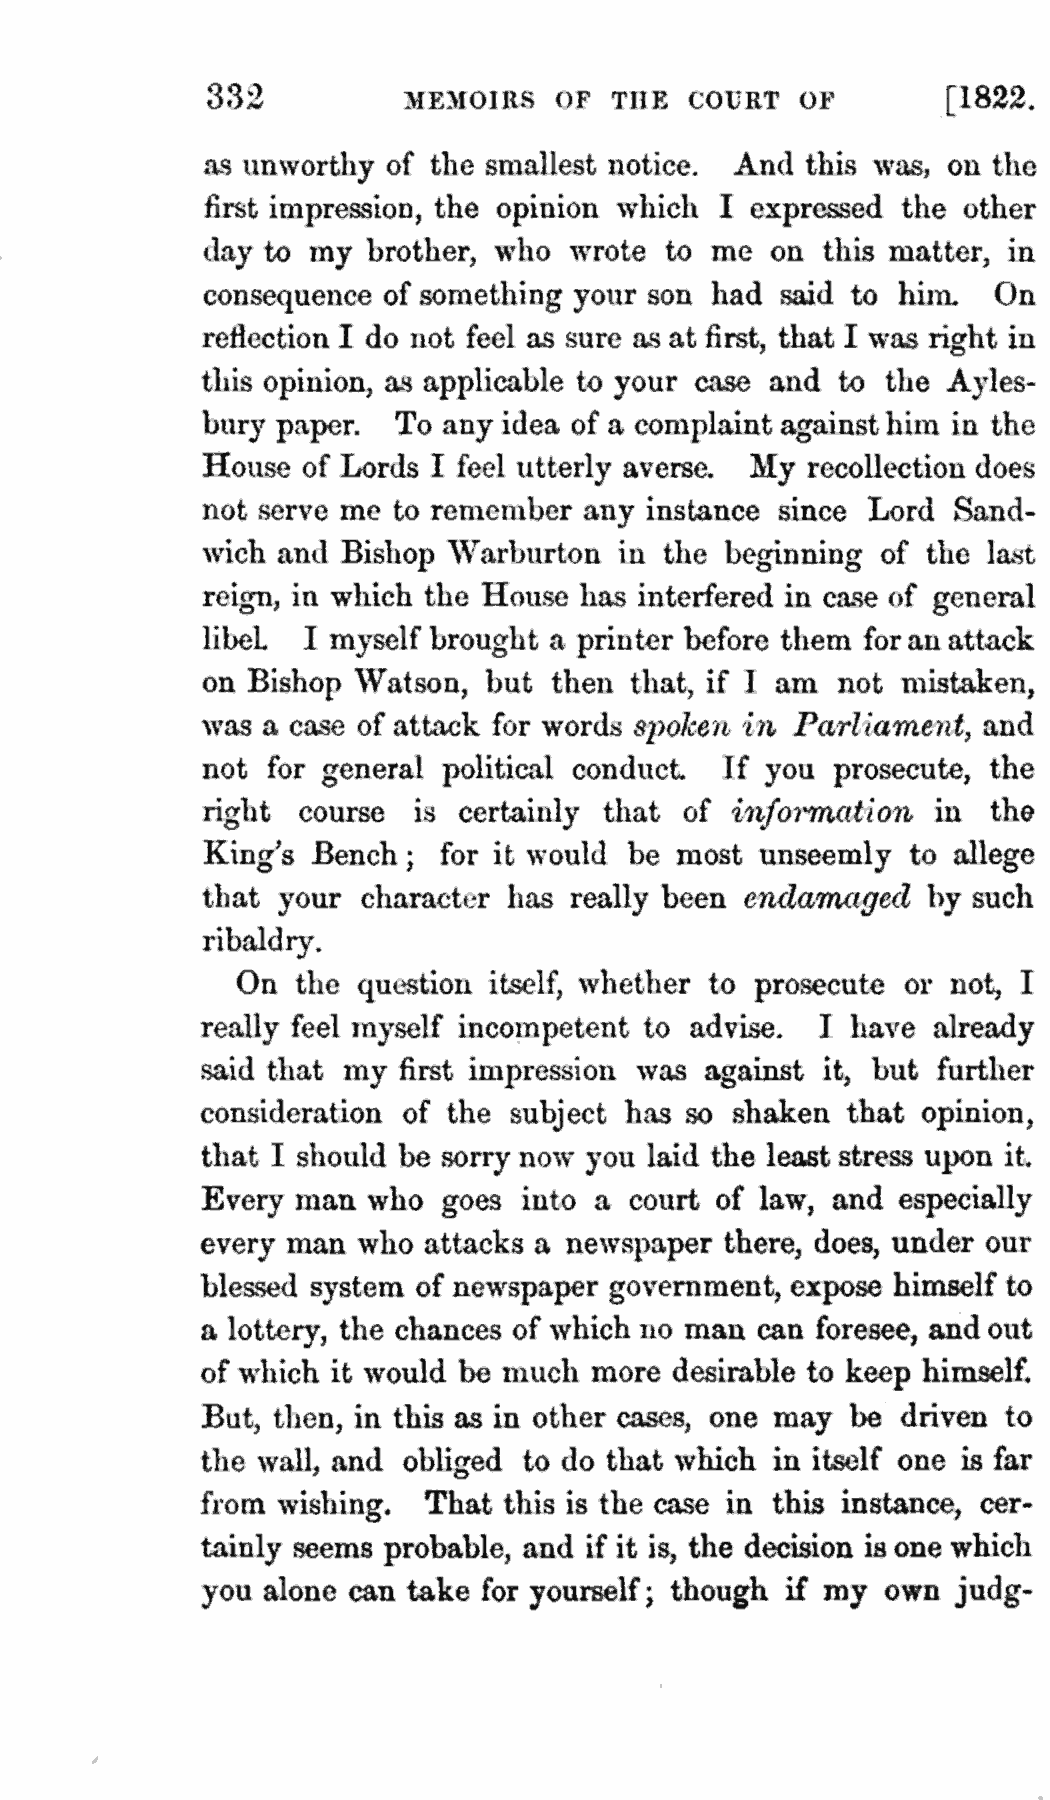 332 MEMOIRS OF THE COURT OF [1822.
as unworthy of the smallest notice. And this was, on the
first impression, the opinion which I expressed the other
day to my brother, who wrote to me on this matter, in
consequence of something your son had said to him. On
reflection I do not feel as sure as at first, that I was right in
this opinion, as applicable to your case and to the Ayles-
bury paper. To any idea of a complaint against him in the
House of Lords I feel utterly averse. My recollection does
not serve me to remember any instance since Lord Sand-
wich and Bishop Warburton in the beginning of the last
reign, in which the House has interfered in case of general
libel. I myself brought a printer before them for an attack
on Bishop Watson, but then that, if I am not mistaken,
was a case of attack for words spoken in Parliament, and
not for general political conduct. If you prosecute, the
right course is certainly that of information in the
King's Bench; for it would be most unseemly to allege
that your character has really been endamaged by such
ribaldry.
On the question itself, whether to prosecute or not, I
really feel myself incompetent to advise. I have already
said that my first impression was against it, but further
consideration of the subject has so shaken that opinion,
that I should be sorry now you laid the least stress upon it.
Every man who goes into a court of law, and especially
every man who attacks a newspaper there, does, under our
blessed system of newspaper government, expose himself to
a lottery, the chances of which no man can foresee, and out
of which it would be much more desirable to keep himself.
But, then, in this as in other cases, one may be driven to
the wall, and obliged to do that which in itself one is far
from wishing. That this is the case in this instance, cer-
tainly seems probable, and if it is, the decision is one which
you alone can take for yourself; though if my own judg-